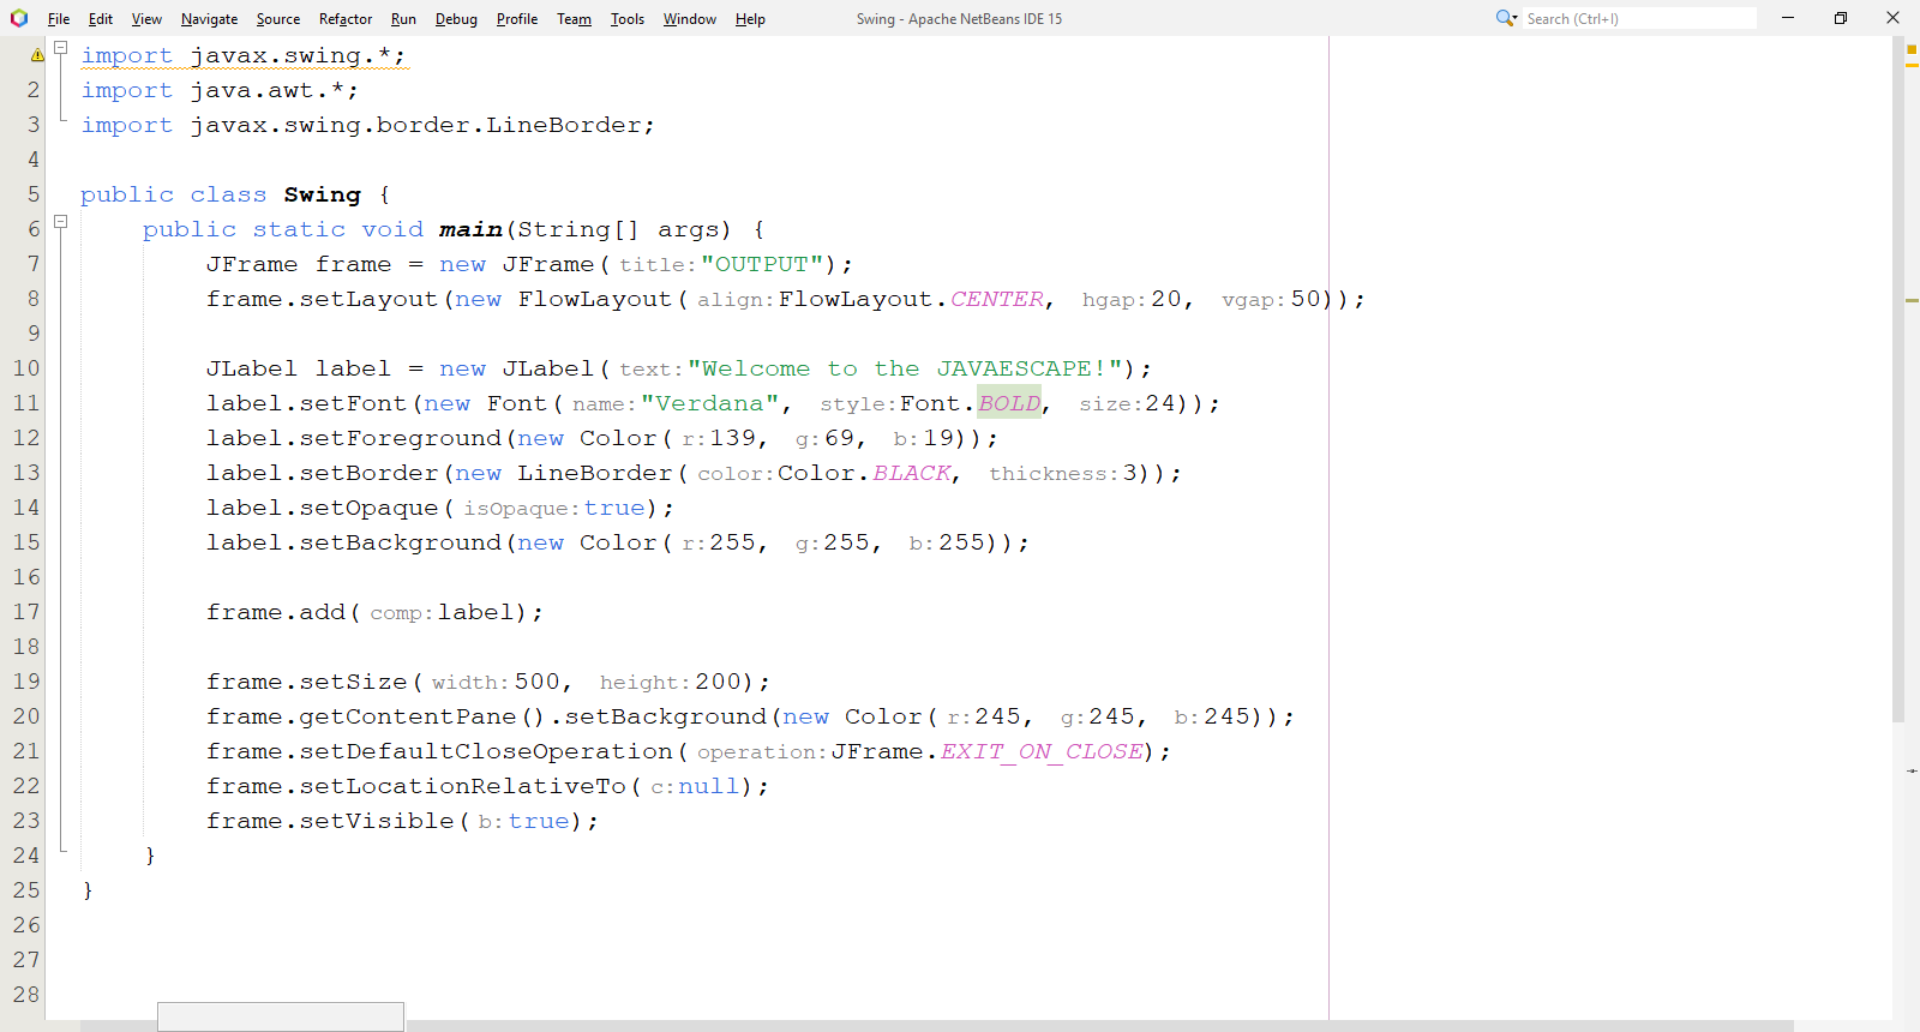 File Edit View Navigate Source Refactor Run Debug Profile Team Tools Window Help Swing - Apache NetBeans IDE 15 Search (Ctrl+I)
import javax.swing.*;
2 import java.awt.*;
3 import javax.swing.border.LineBorder;
4
5 public class Swing {
6 public static void main(String[] args) {
7 JFrame frame = new JFrame( title:"OUTPUT");
8 frame.setLayout(new FlowLayout( align:FlowLayout.CENTER, hgap:20, vgap:50));
9
10 JLabel label = new JLabel( text:"Welcome to the JAVAESCAPE!");
11 label.setFont(new Font( name:"Verdana", style:Font.BOLD, size:24));
12 label.setForeground(new Color( r:139, g:69, b:19));
13 label.setBorder(new LineBorder( color:Color.BLACK, thickness:3));
14 label.setOpaque( isOpaque:true);
15 label.setBackground(new Color( r:255, g:255, b:255));
16
17 frame.add( comp:label);
18
19 frame.setSize( width:500, height:200);
20 frame.getContentPane().setBackground(new Color( r:245, g:245, b:245));
21 frame.setDefaultCloseOperation( operation:JFrame.EXIT_ON_CLOSE);
22 frame.setLocationRelativeTo( c:null);
23 frame.setVisible( b:true);
24 }
25 }
26
27
28